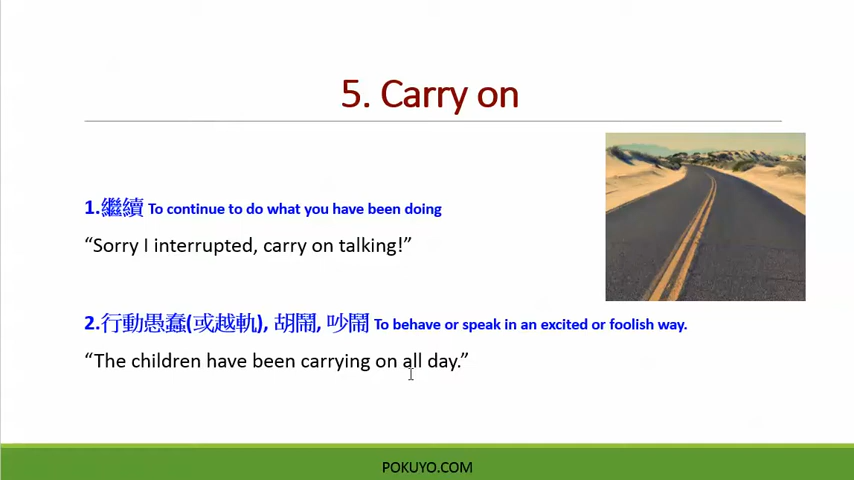 5. Carry on
1.繼續 To continue to do what you have been doing
“Sorry I interrupted, carry on talking!”
2.行動愚蠢(或越軌), 胡鬧, 吵鬧 To behave or speak in an excited or foolish way.
“The children have been carrying on all day.”
POKUYO.COM